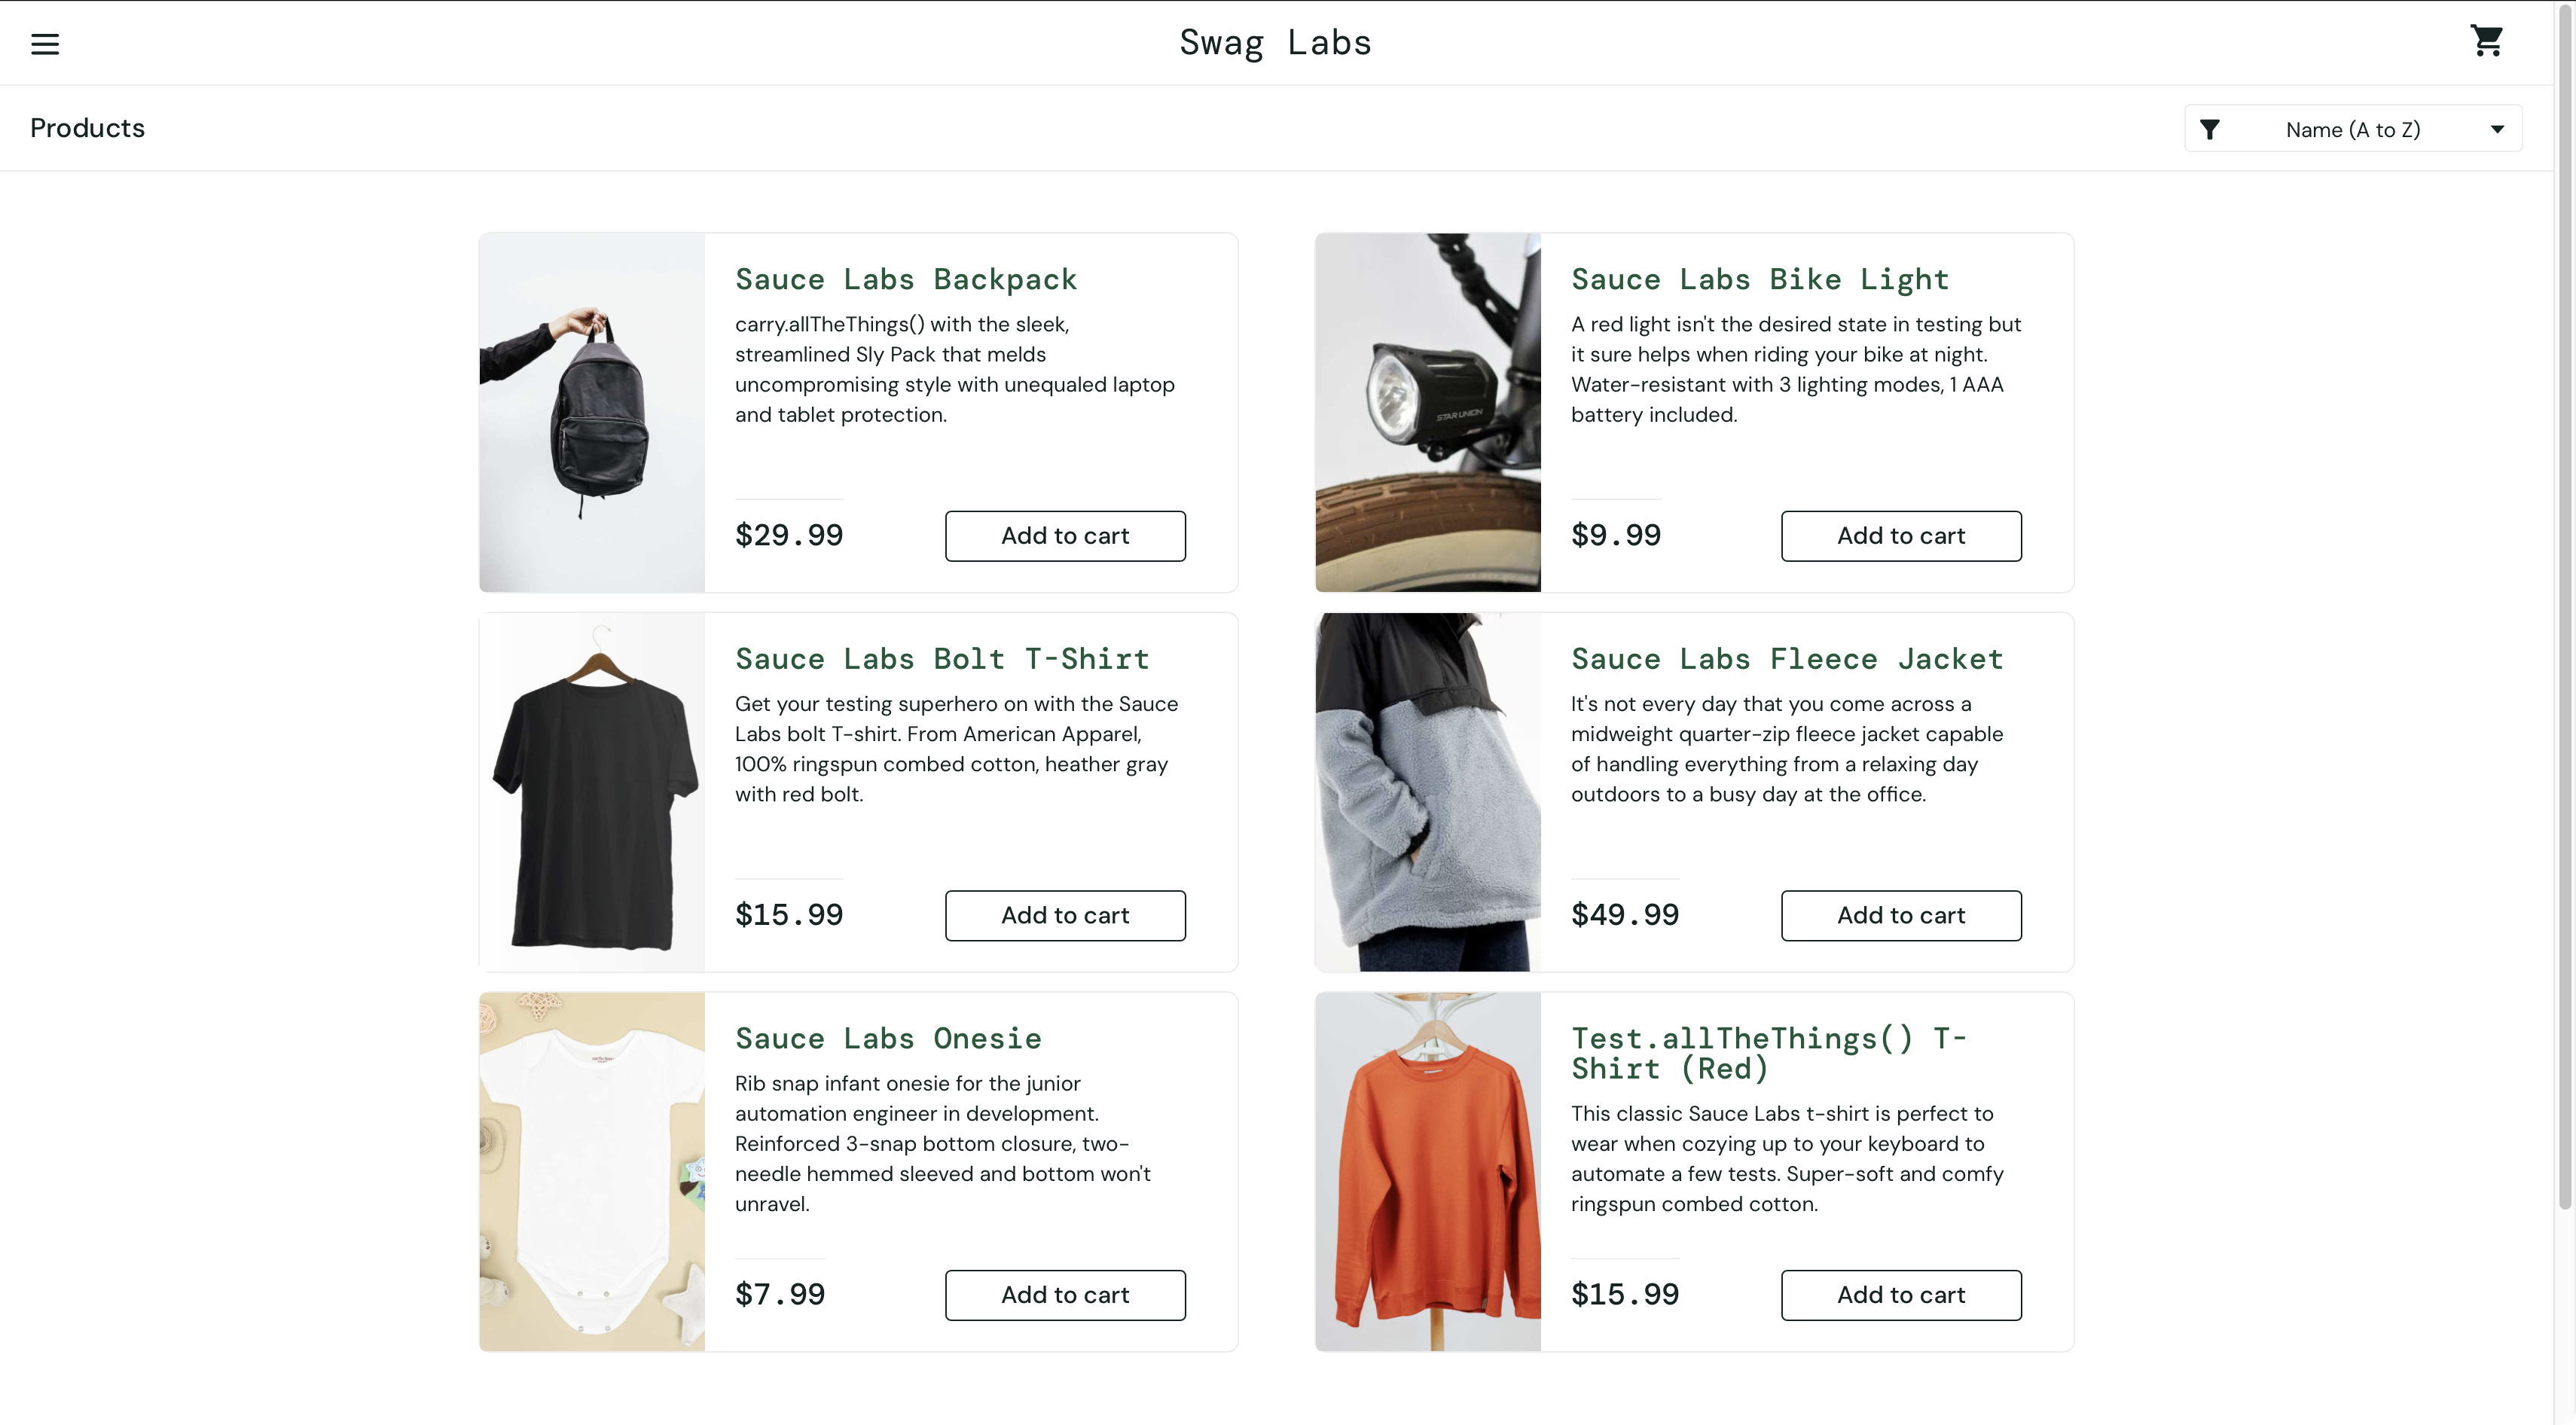 Swag Labs
Products
Name (A to Z)
Sauce Labs Backpack
carry.allTheThings() with the sleek,
streamlined Sly Pack that melds
uncompromising style with unequaled laptop
and tablet protection.
$29.99
Add to cart
Sauce Labs Bike Light
A red light isn't the desired state in testing but
it sure helps when riding your bike at night.
Water-resistant with 3 lighting modes, 1 AAA
battery included.
STAR UNION
$9.99
Add to cart
Sauce Labs Bolt T-Shirt
Get your testing superhero on with the Sauce
Labs bolt T-shirt. From American Apparel,
100% ringspun combed cotton, heather gray
with red bolt.
$15.99
Add to cart
Sauce Labs Fleece Jacket
It's not every day that you come across a
midweight quarter-zip fleece jacket capable
of handling everything from a relaxing day
outdoors to a busy day at the office.
$49.99
Add to cart
Sauce Labs Onesie
Rib snap infant onesie for the junior
automation engineer in development.
Reinforced 3-snap bottom closure, two-
needle hemmed sleeved and bottom won't
unravel.
$7.99
Add to cart
Test.allTheThings() T-
Shirt (Red)
This classic Sauce Labs t-shirt is perfect to
wear when cozying up to your keyboard to
automate a few tests. Super-soft and comfy
ringspun combed cotton.
$15.99
Add to cart